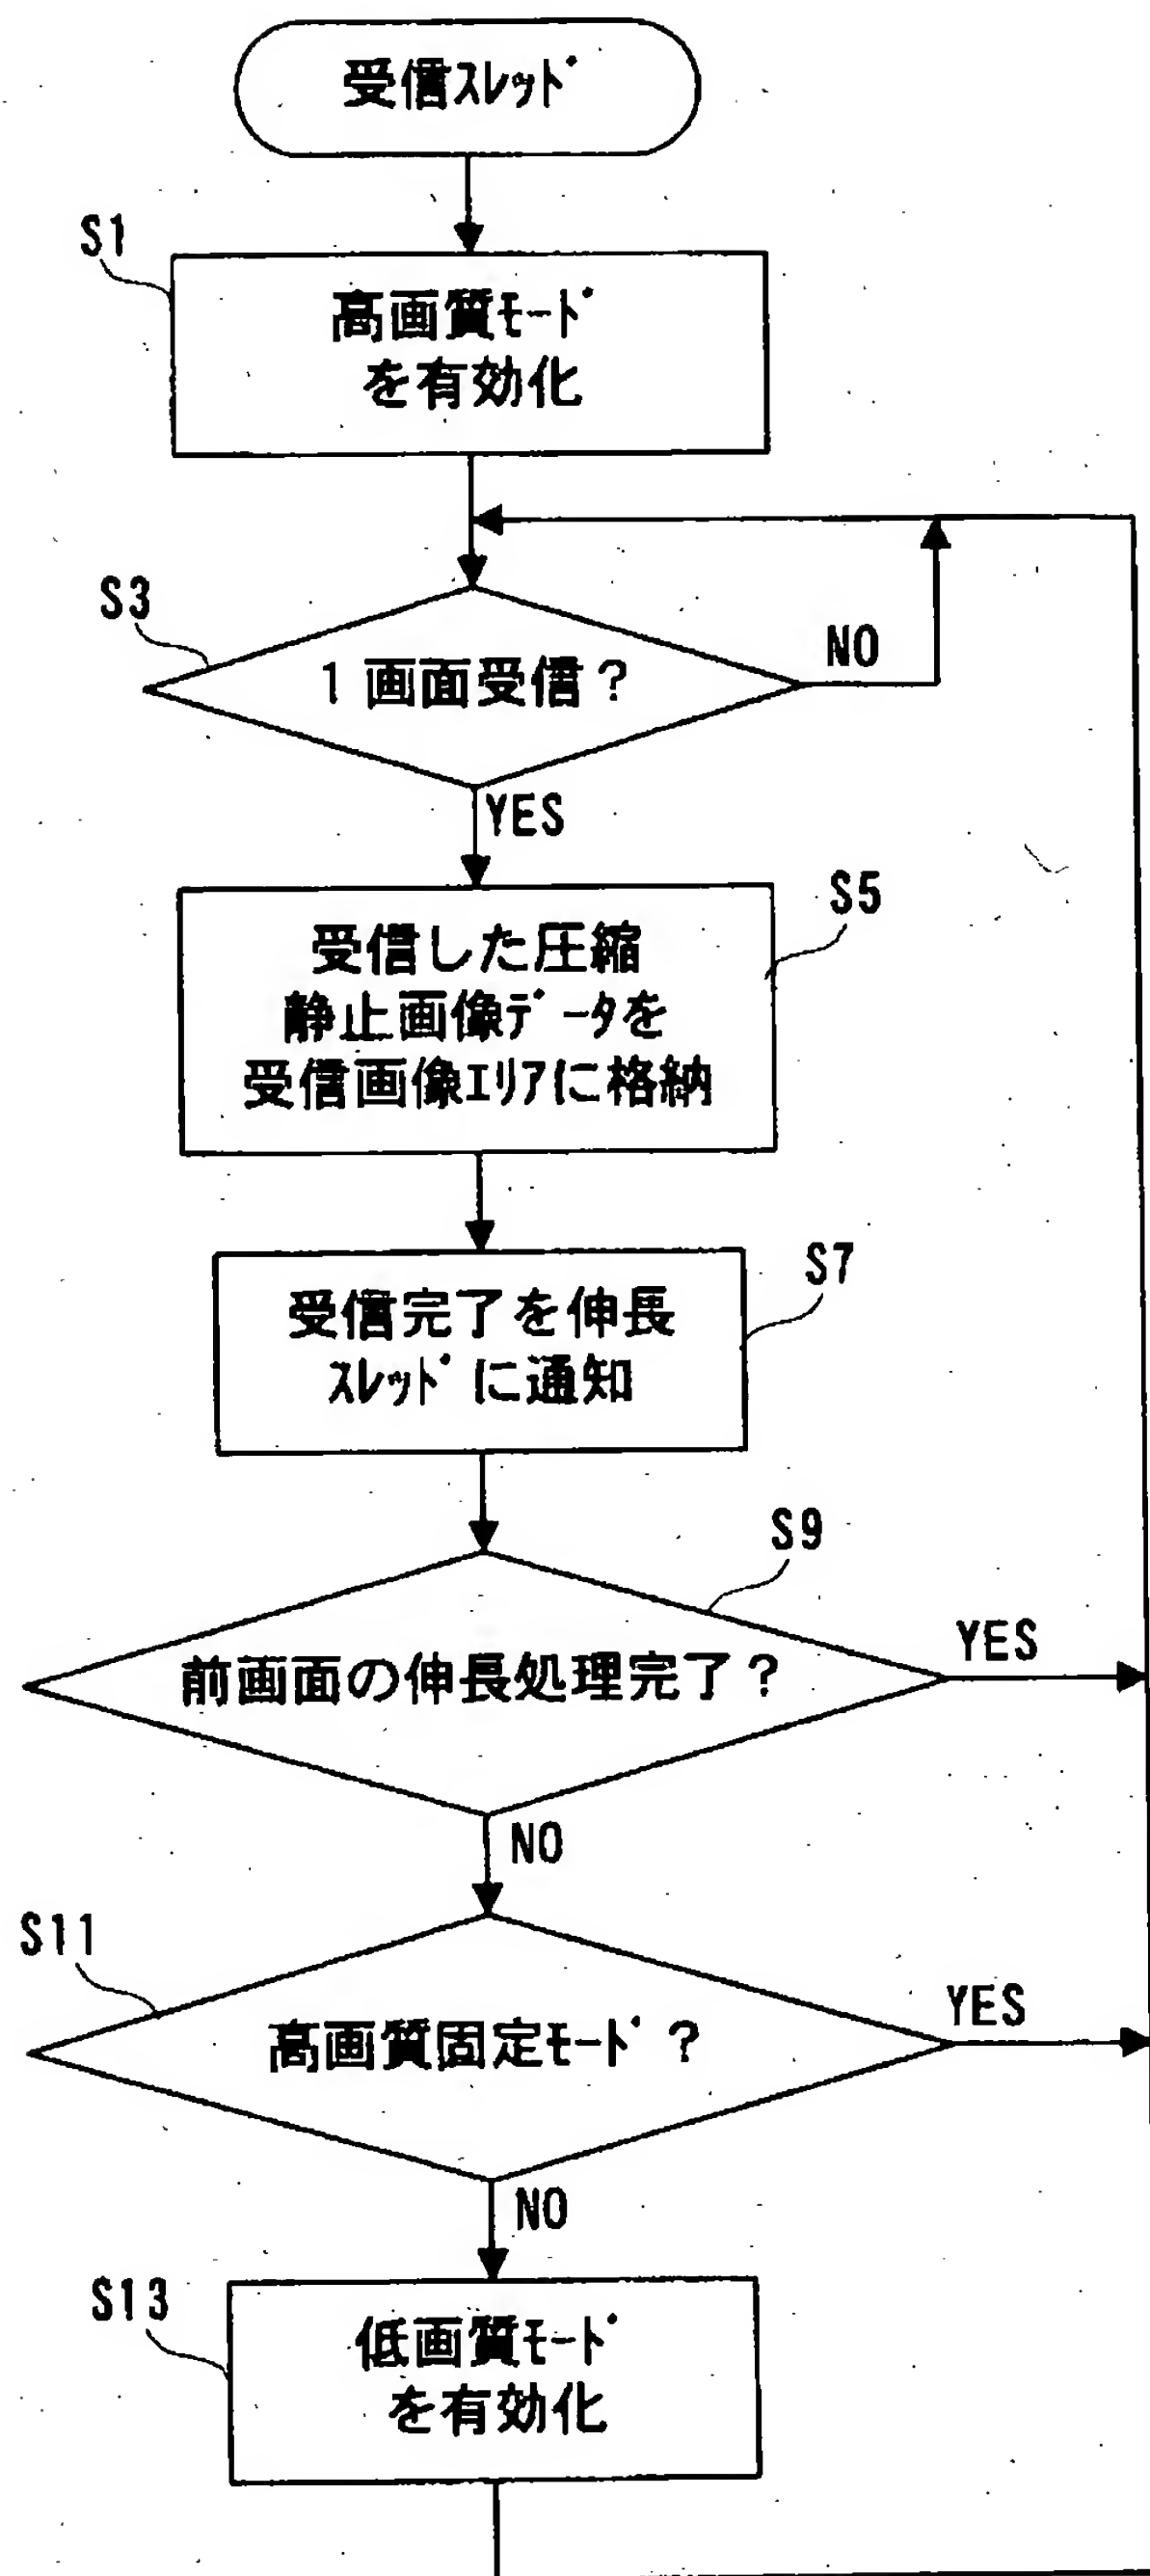 受信ｽﾚｯﾄﾞ
S1
高画質ﾓｰﾄﾞ
を有効化
S3
1画面受信？
NO
YES
S5
受信した圧縮
静止画像ﾃﾞｰﾀを
受信画像ｴﾘｱに格納
S7
受信完了を伸長
ｽﾚｯﾄﾞに通知
S9
前画面の伸長処理完了？
YES
NO
S11
高画質固定ﾓｰﾄﾞ？
YES
NO
S13
低画質ﾓｰﾄﾞ
を有効化